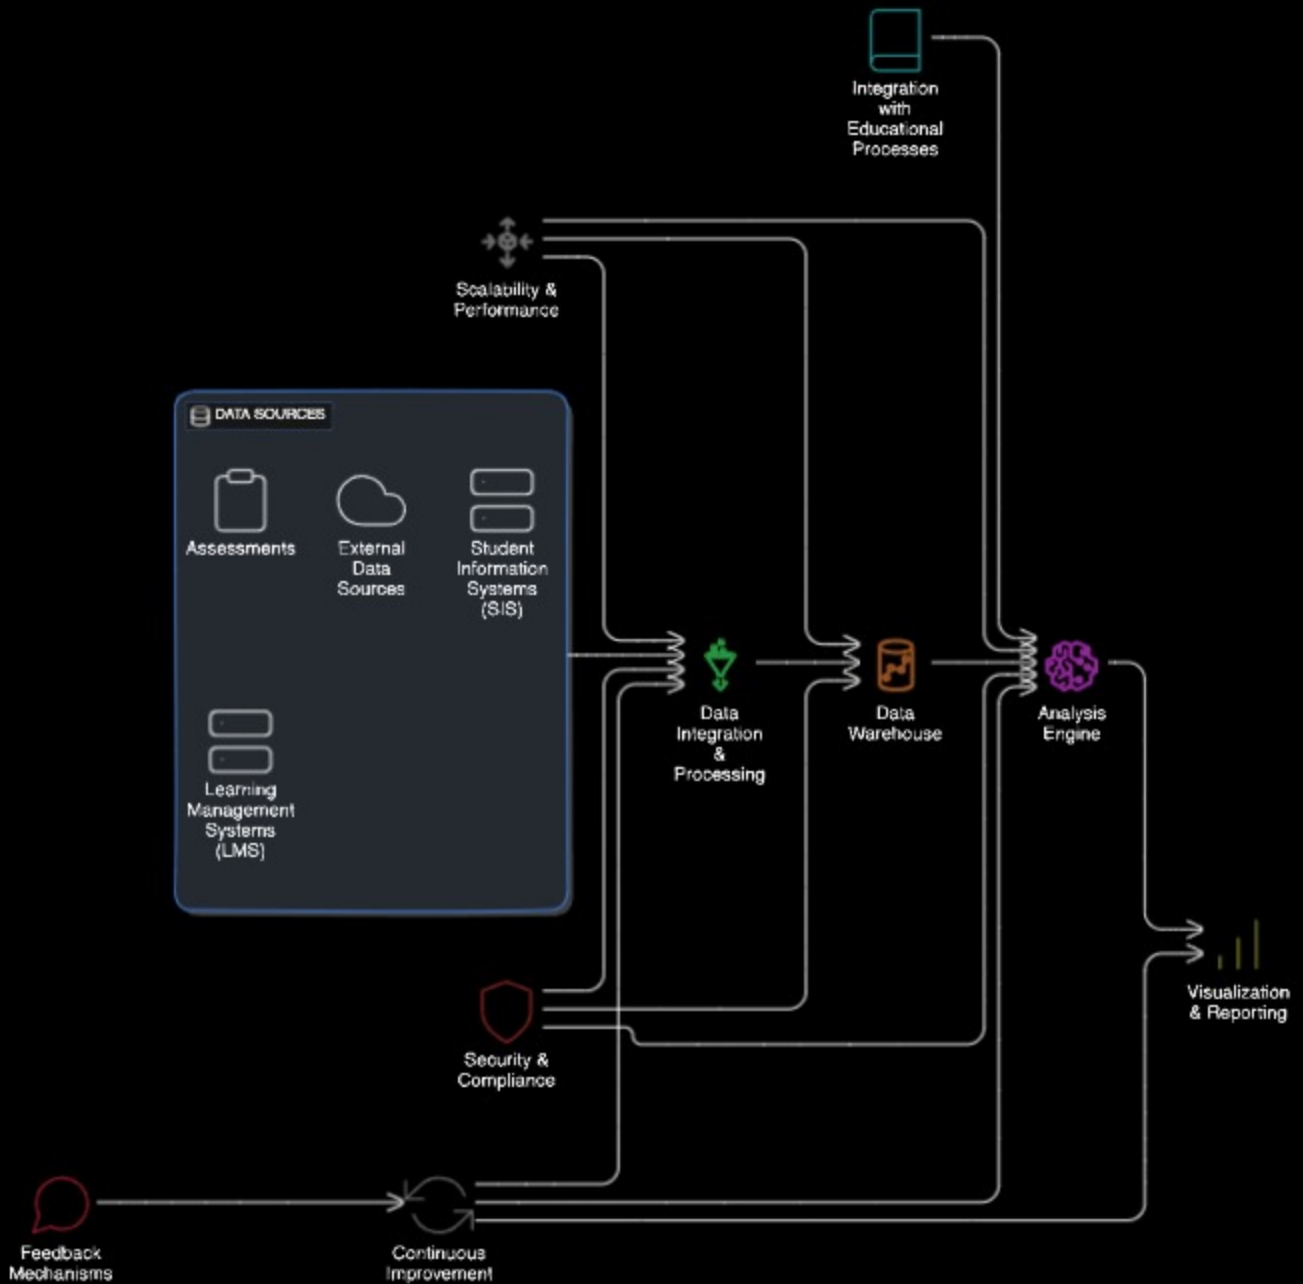 Integration
with
Educational
Processes
Scalability &
Performance
DATA SOURCES
Assessments
External
Data
Sources
Student
Information
Systems
(SIS)
Learning
Management
Systems
(LMS)
Data
Integration
&
Processing
Data
Warehouse
Analysis
Engine
Visualization
& Reporting
Security &
Compliance
Feedback
Mechanisms
Continuous
Improvement